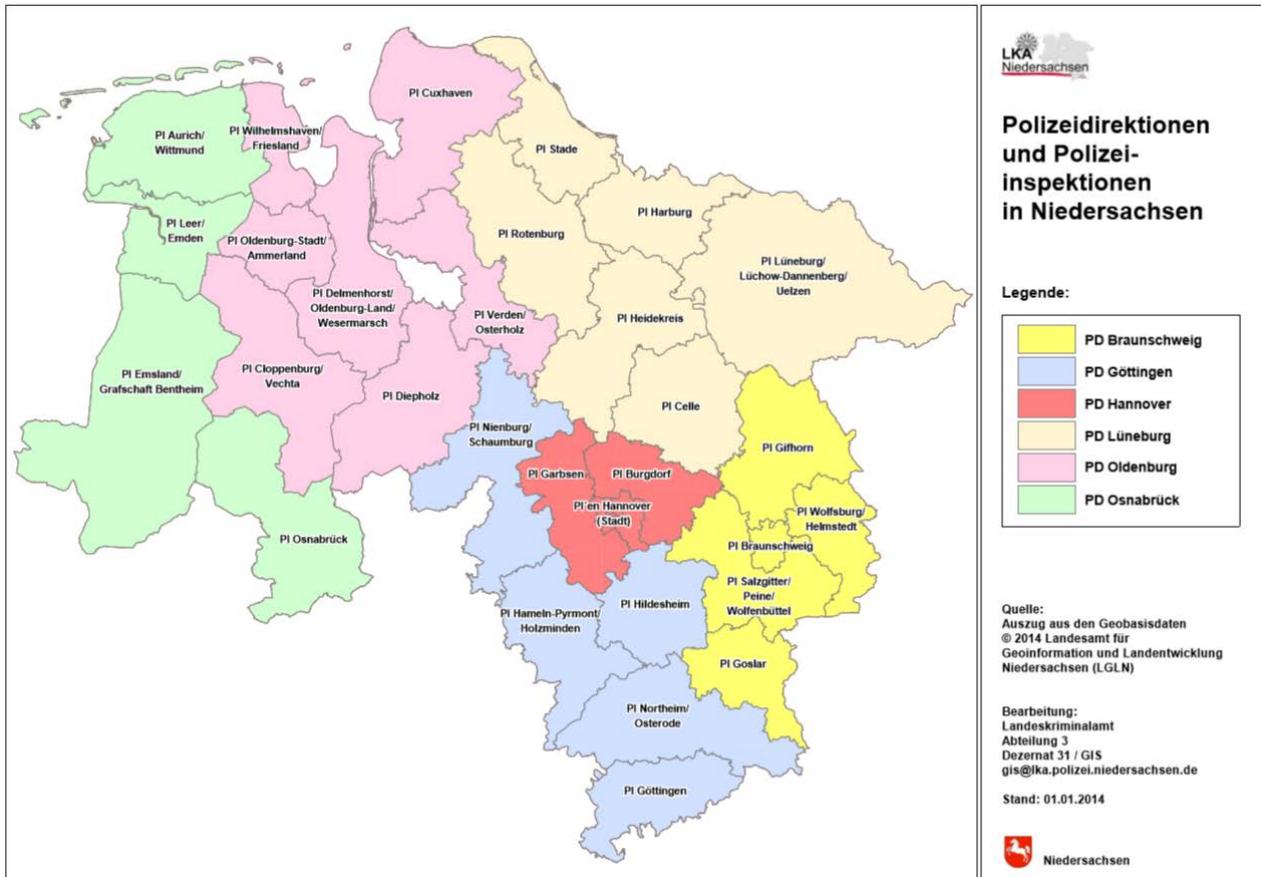 PI Cuxhaven
PI Aurich/
Wittmund
PI Wilhelmshaven/
Friesland
PI Stade
PI Leer/
Emden
PI Oldenburg-Stadt/
Ammerland
PI Rotenburg
PI Harburg
PI Lüneburg/
Lüchow-Dannenberg/
Uelzen
PI Delmenhorst/
Oldenburg-Land/
Wesermarsch
PI Verden/
Osterholz
PI Heidekreis
PI Emsland/
Grafschaft Bentheim
PI Cloppenburg/
Vechta
PI Diepholz
PI Celle
PI Nienburg/
Schaumburg
PI Gifhorn
PI Garbsen
PI Burgdorf
PI'en Hannover
(Stadt)
PI Wolfsburg/
Helmstedt
PI Osnabrück
PI Braunschweig
PI Salzgitter/
Peine/
Wolfenbüttel
PI Hameln-Pyrmont/
Holzminden
PI Hildesheim
PI Goslar
PI Northeim/
Osterode
PI Göttingen
LKA
Niedersachsen
Polizeidirektionen
und Polizei-
inspektionen
in Niedersachsen
Legende:
PD Braunschweig
PD Göttingen
PD Hannover
PD Lüneburg
PD Oldenburg
PD Osnabrück
Quelle:
Auszug aus den Geobasisdaten
© 2014 Landesamt für
Geoinformation und Landentwicklung
Niedersachsen (LGLN)
Bearbeitung:
Landeskriminalamt
Abteilung 3
Dezernat 31 / GIS
gis@lka.polizei.niedersachsen.de
Stand: 01.01.2014
Niedersachsen